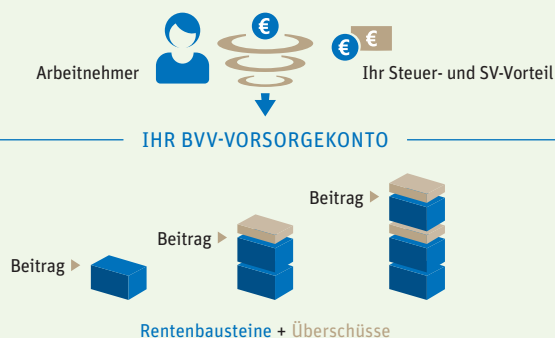 €
€ €
Arbeitnehmer
Ihr Steuer- und SV-Vorteil
IHR BVV-VORSORGEKONTO
Beitrag
Beitrag
Beitrag
Rentenbausteine + Überschüsse